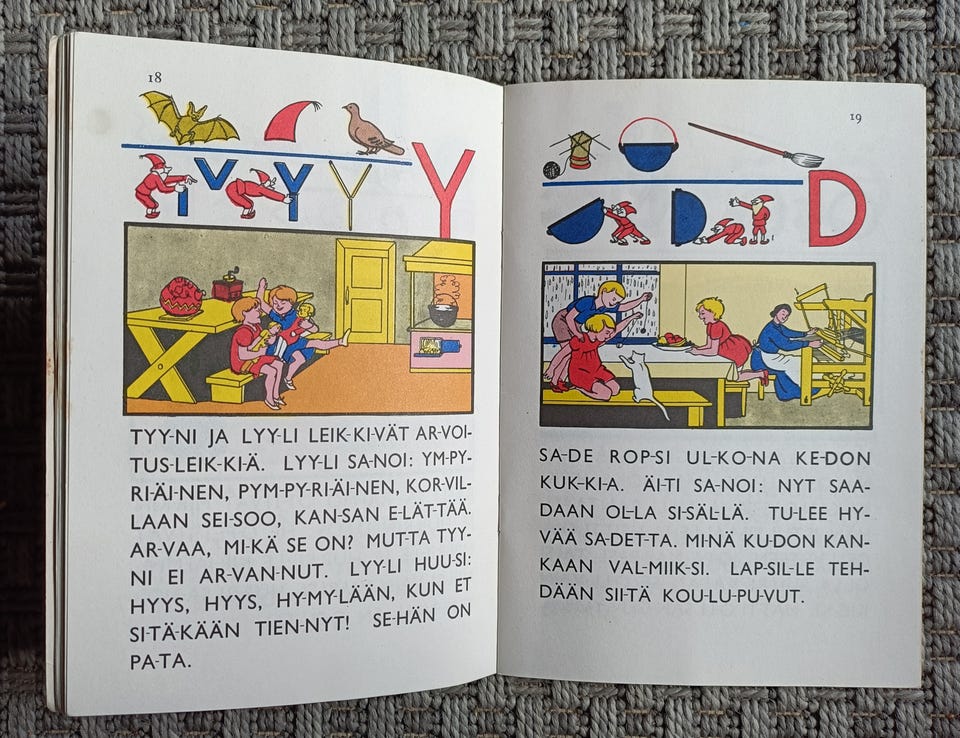 18
Y
TYY-NI JA LYY-LI LEIK-KI-VÄT AR-VOI-
TUS-LEIK-KI-Ä. LYY-LI SA-NOI: YM-PY-
RI-ÄI-NEN, PYM-PY-RI-ÄI-NEN, KOR-VIL-
LAAN SEI-SOO, KAN-SAN E-LÄT-TÄÄ.
AR-VAA, MI-KÄ SE ON? MUT-TA TYY-
NI EI AR-VAN-NUT. LYY-LI HUU-SI:
HYYS, HYYS, HY-MY-LÄÄN, KUN ET
SI-TÄ-KÄÄN TIEN-NYT! SE-HÄN ON
PA-TA.
19
D
SA-DE ROP-SI UL-KO-NA KE-DON
KUK-KI-A. ÄI-TI SA-NOI: NYT SAA-
DAAN OL-LA SI-SÄL-LÄ. TU-LEE HY-
VÄÄ SA-DET-TA. MI-NÄ KU-DON KAN-
KAAN VAL-MIIK-SI. LAP-SIL-LE TEH-
DÄÄN SII-TÄ KOU-LU-PU-VUT.